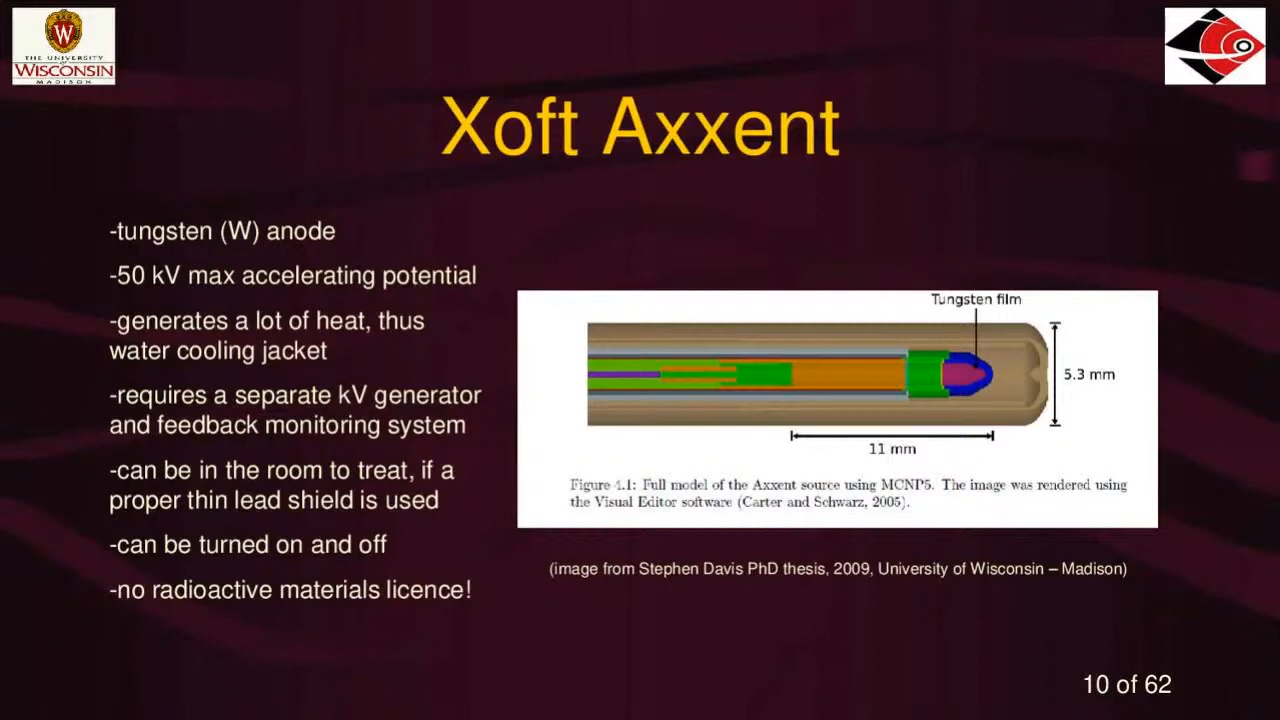 THE UNIVERSITY
of
WISCONSIN
MADISON
Xoft Axxent
-tungsten (W) anode
-50 kV max accelerating potential
-generates a lot of heat, thus
water cooling jacket
-requires a separate kV generator
and feedback monitoring system
-can be in the room to treat, if a
proper thin lead shield is used
-can be turned on and off
-no radioactive materials licence!
Tungsten film
5.3 mm
11 mm
Figure 4.1: Full model of the Axxent source using MCNP5. The image was rendered using
the Visual Editor software (Carter and Schwarz, 2005).
(image from Stephen Davis PhD thesis, 2009, University of Wisconsin – Madison)
10 of 62